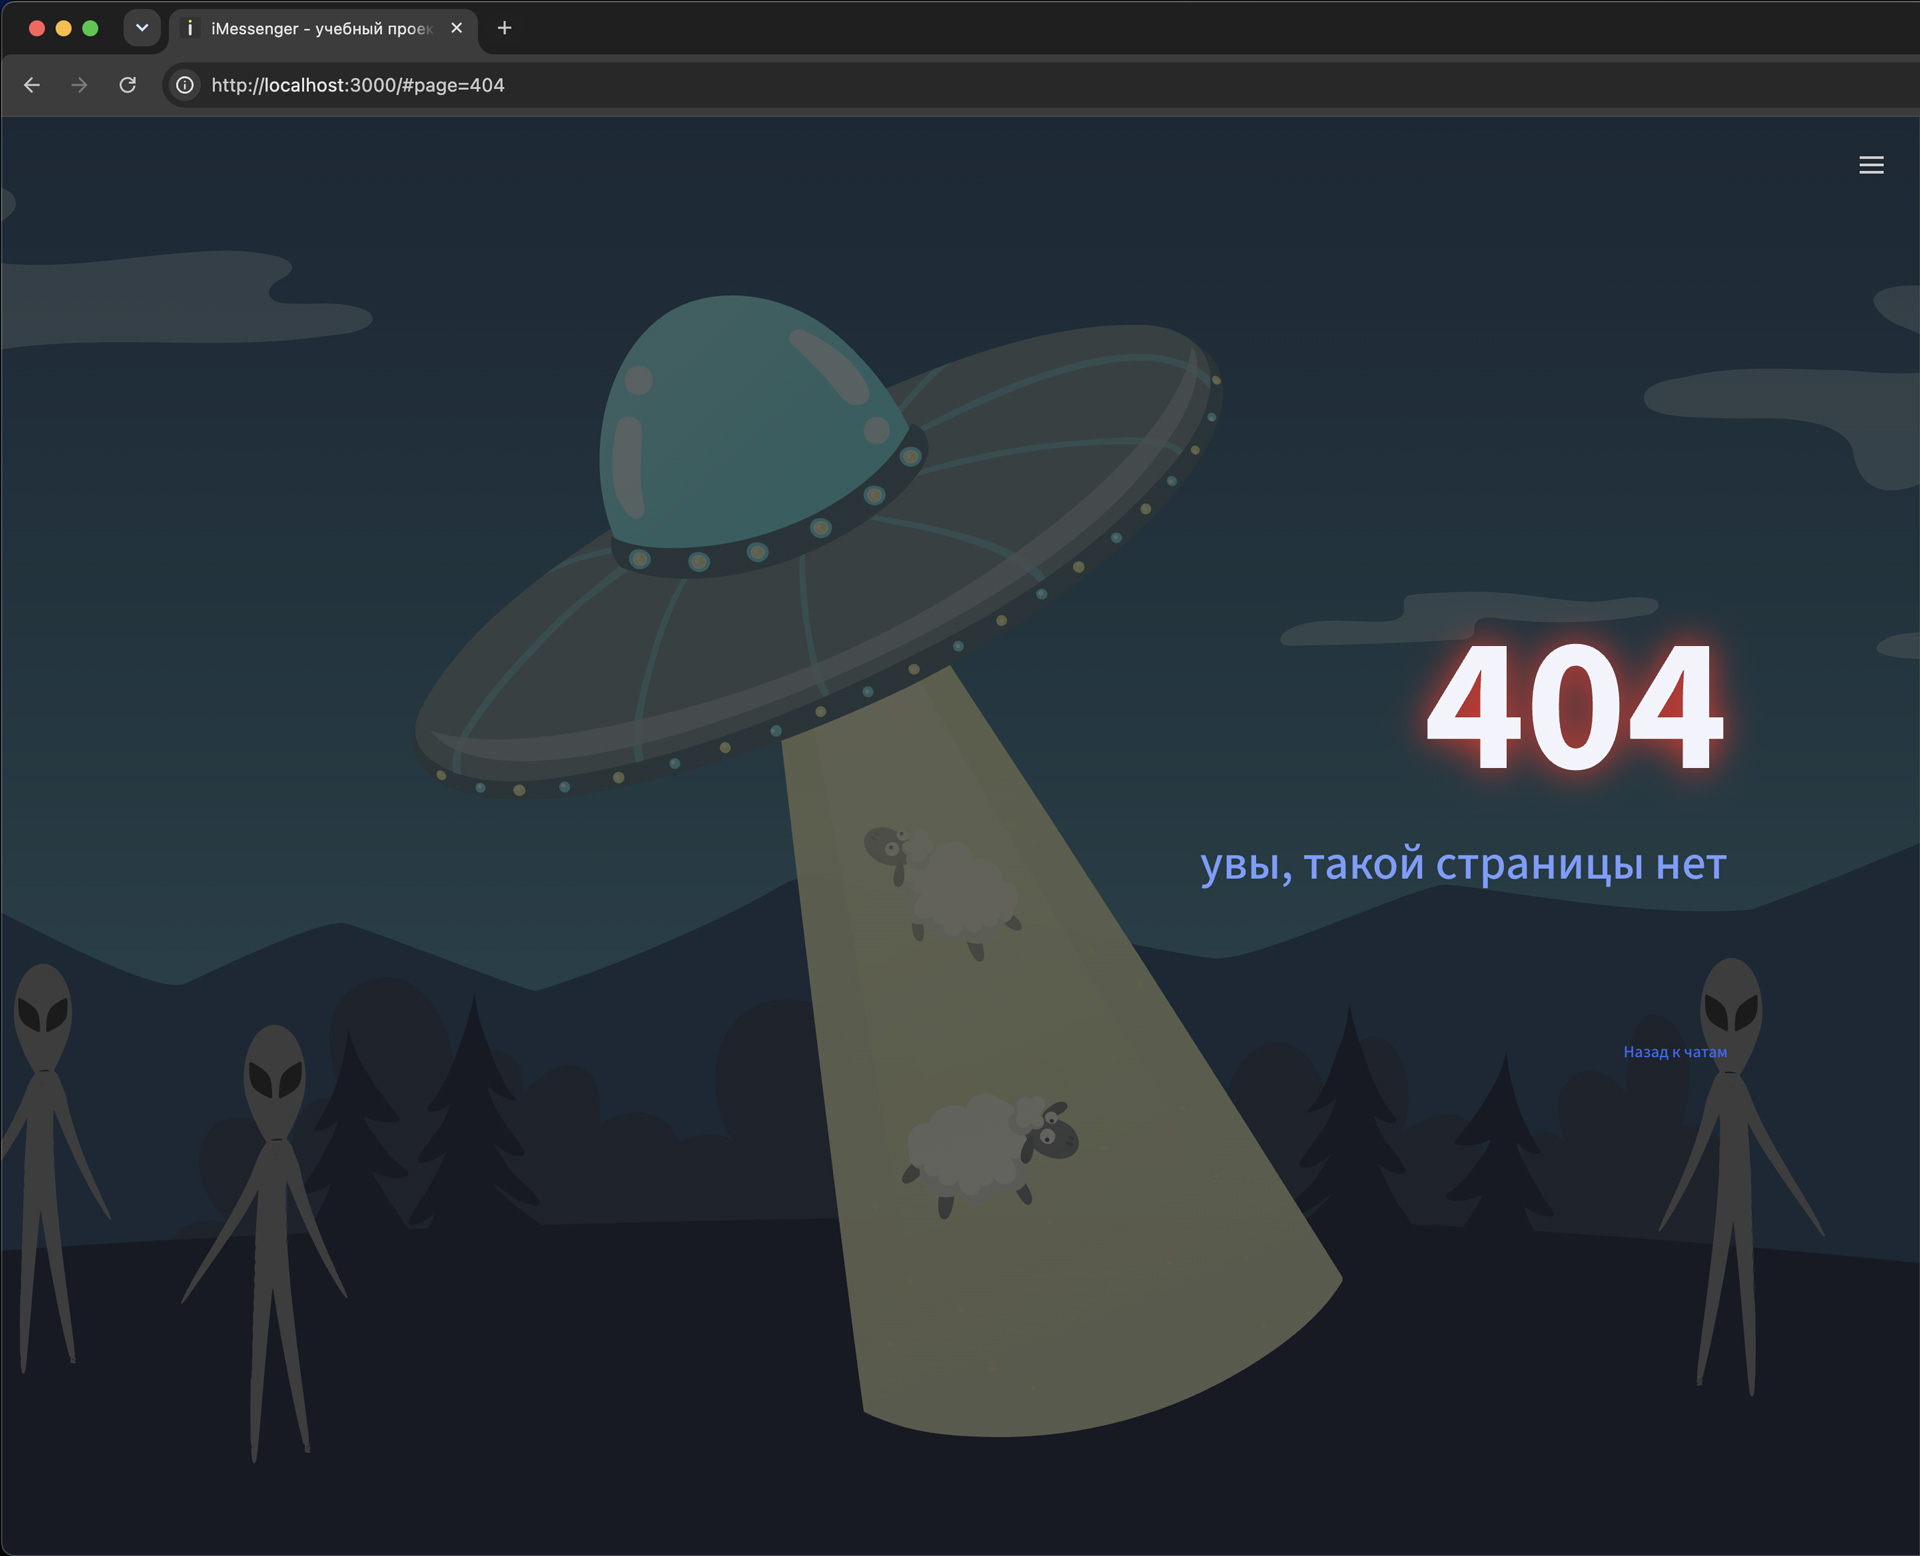 iMessenger - учебный проек
http://localhost:3000/#page=404
404
увы, такой страницы нет
Назад к чатам